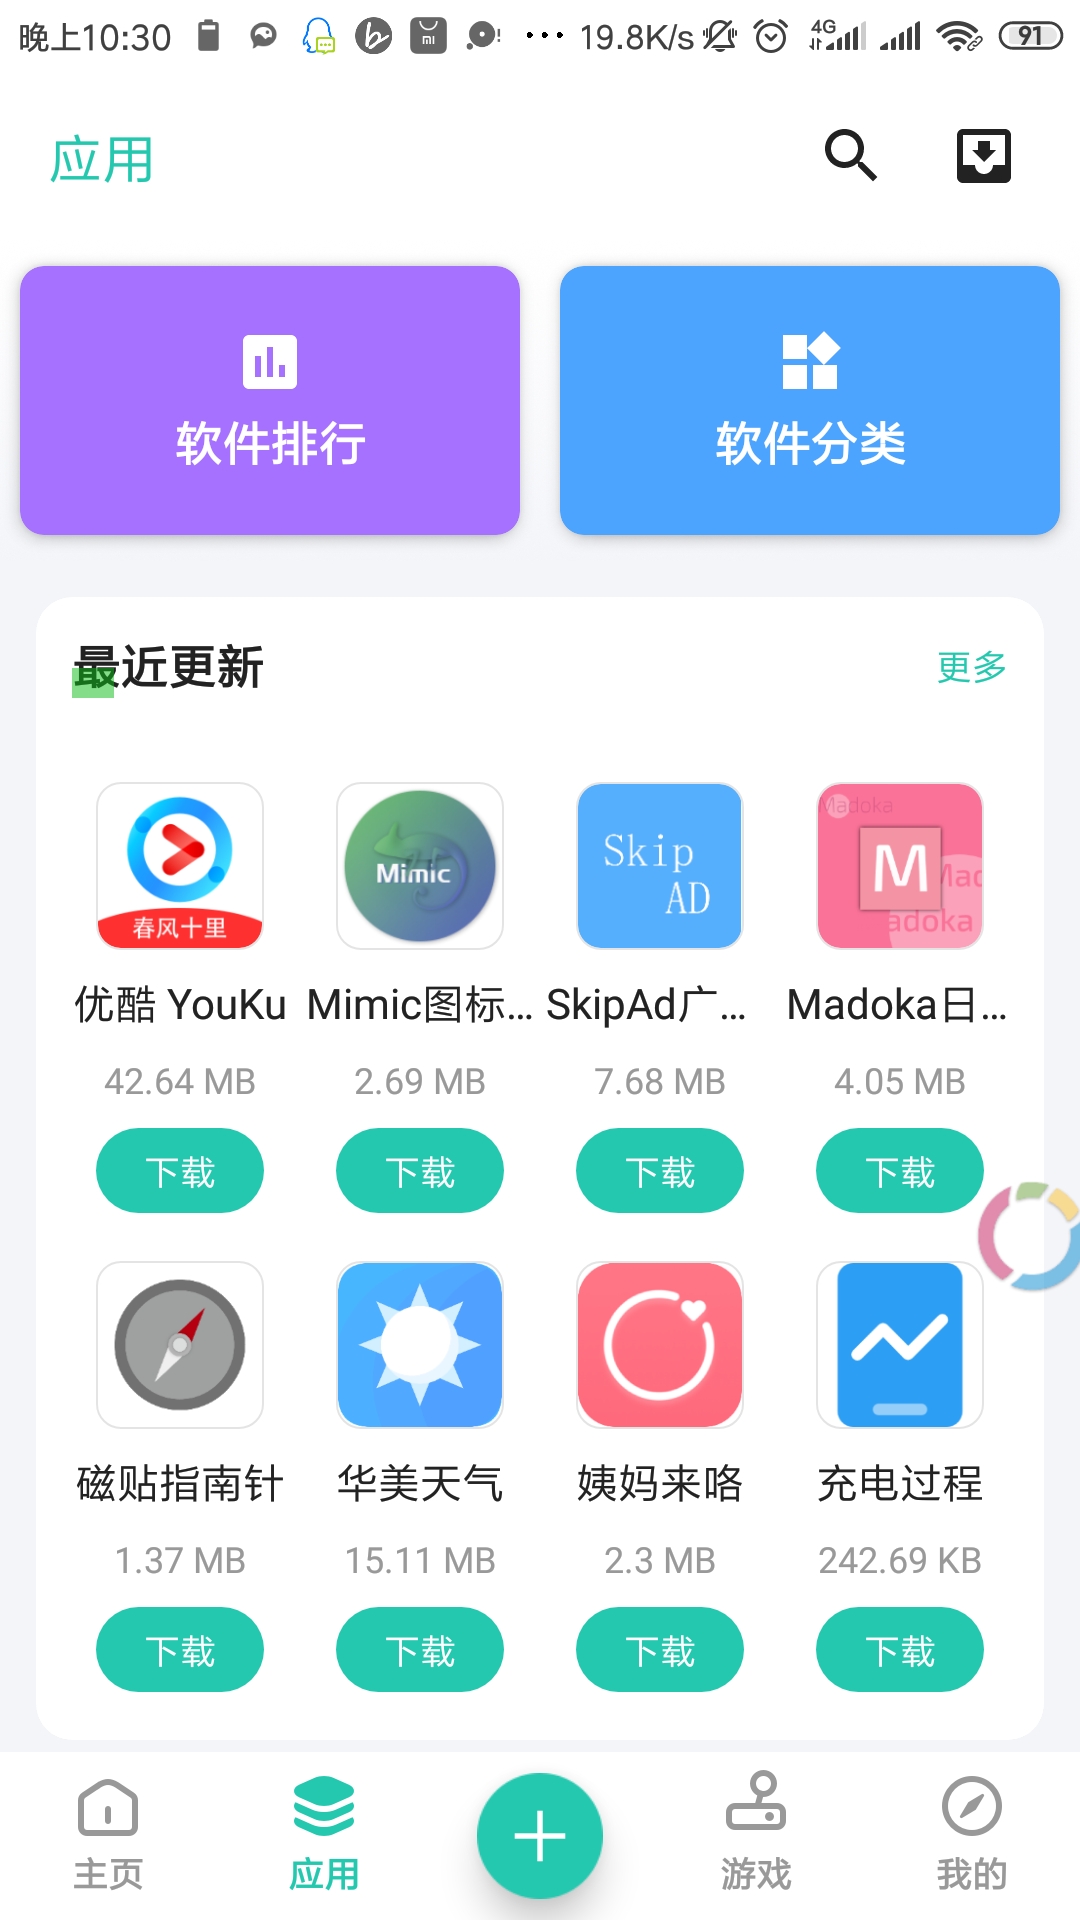 晚上10:30 19.8K/s 4G 91
应用
软件排行 软件分类
最近更新 更多
春风十里 Mimic Skip AD Madoka M Mad adoka
优酷 YouKu Mimic图标... SkipAd广... Madoka日...
42.64 MB 2.69 MB 7.68 MB 4.05 MB
下载 下载 下载 下载
磁贴指南针 华美天气 姨妈来咯 充电过程
1.37 MB 15.11 MB 2.3 MB 242.69 KB
下载 下载 下载 下载
主页 应用 游戏 我的